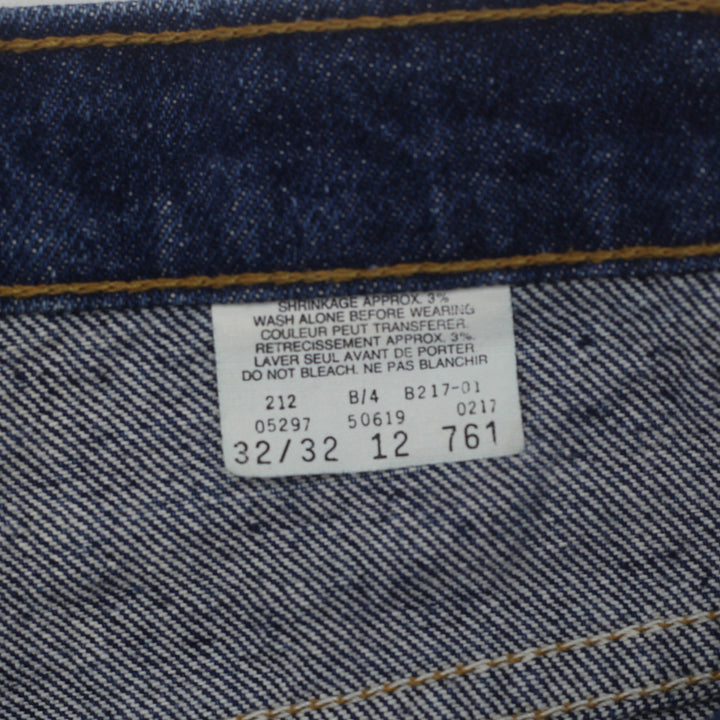 SHRINKAGE APPROX. 3%
WASH ALONE BEFORE WEARING
COULEUR PEUT TRANSFERER.
RETRECISSEMENT APPROX. 3%.
LAVER SEUL AVANT DE PORTER
DO NOT BLEACH. NE PAS BLANCHIR
212 B/4 B217-01
05297 50619 0217
32/32 12 761